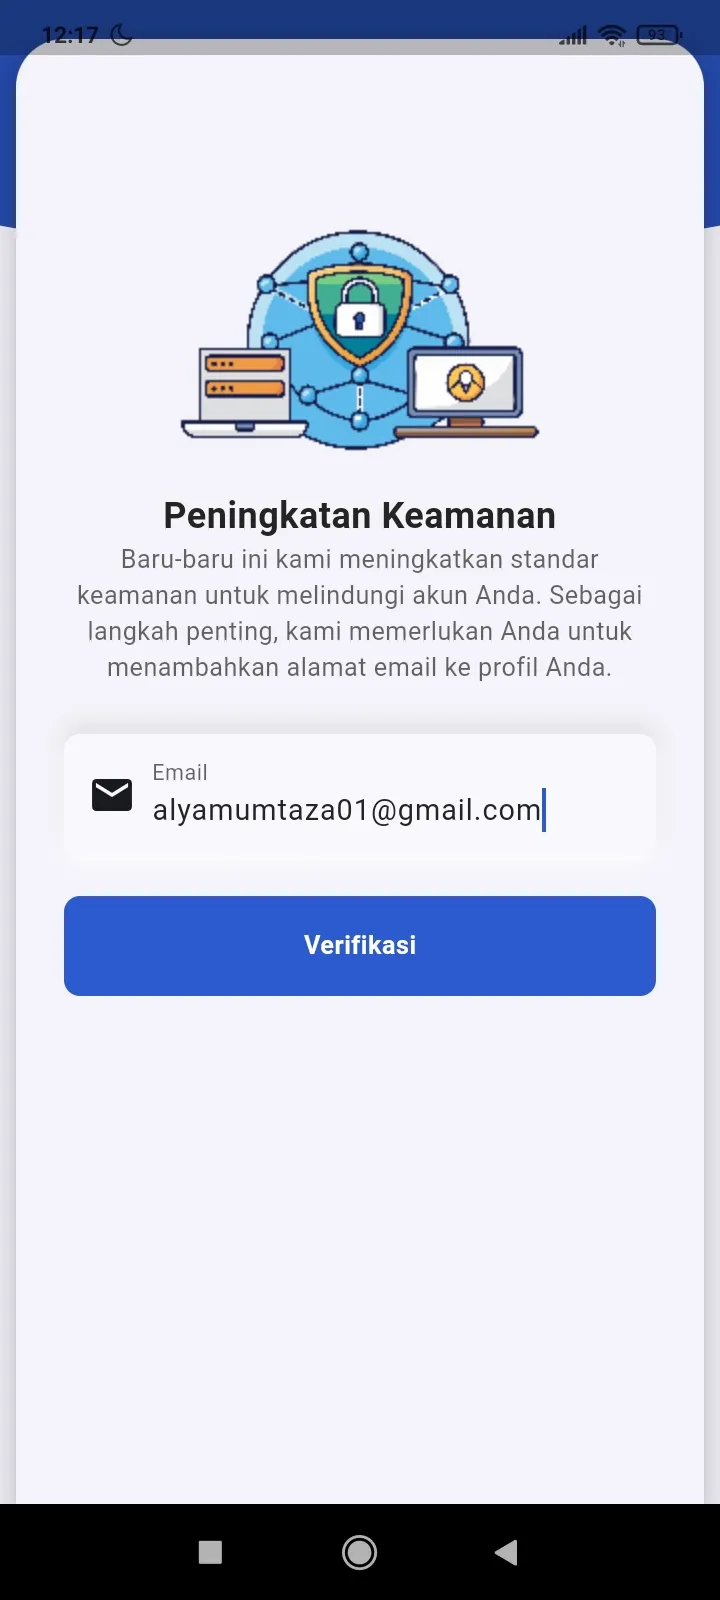 12:17
93
Peningkatan Keamanan
Baru-baru ini kami meningkatkan standar
keamanan untuk melindungi akun Anda. Sebagai
langkah penting, kami memerlukan Anda untuk
menambahkan alamat email ke profil Anda.
Email
alyamumtaza01@gmail.com
Verifikasi